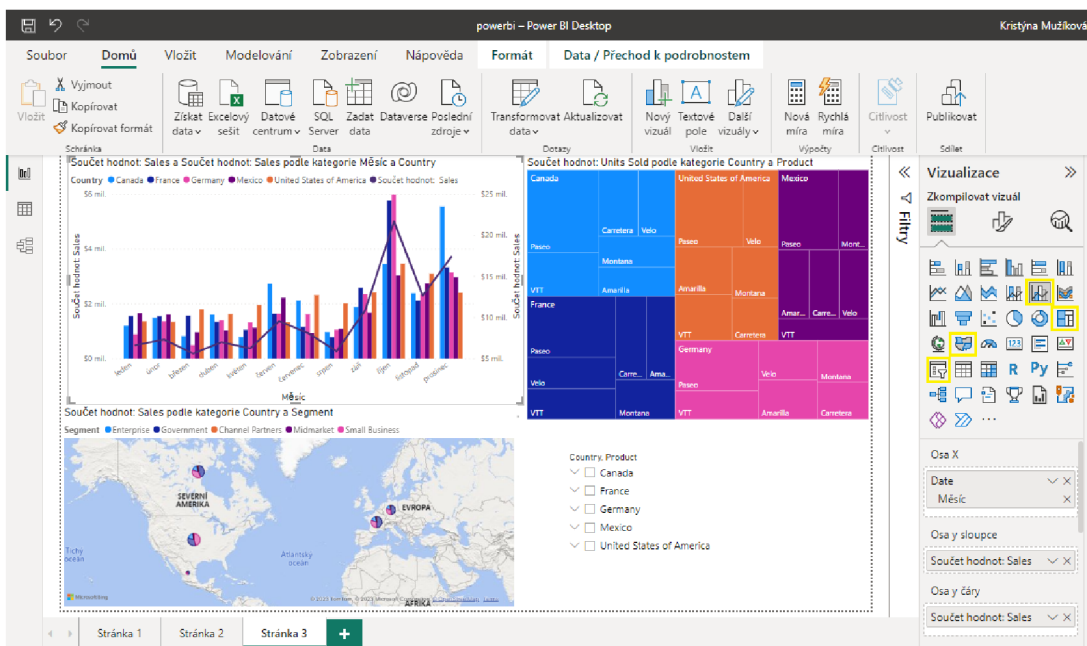 powerbi – Power BI Desktop
Kristýna Mužíková
Soubor Domů Vložit Modelování Zobrazení Nápověda Formát Data / Přechod k podrobnostem
Vložit
Vyjmout
Kopírovat
Kopírovat formát
Schránka
Získat data
Excelový sešit
Datové centrum
SQL Server
Zadat data
Dataverse
Poslední zdroje
Data
Transformovat data
Aktualizovat
Dotazy
Nový vizuál
Textové pole
Další vizuály
Vložit
Nová míra
Rychlá míra
Výpočty
Citlivost
Citlivost
Publikovat
Sdílet
Součet hodnot: Sales a Součet hodnot: Sales podle kategorie Měsíc a Country
Country Canada France Germany Mexico United States of America Součet hodnot: Sales
$6 mil.
$4 mil.
$2 mil.
$0 mil.
Součet hodnot: Sales
$25 mil.
$20 mil.
$15 mil.
$10 mil.
$5 mil.
Součet hodnot: Sales
leden únor březen duben květen červen červenec srpen září říjen listopad prosinec
Měsíc
Součet hodnot: Units Sold podle kategorie Country a Product
Canada
Paseo
VTT
Carretera
Velo
Montana
Amarilla
United States of America
Paseo
Velo
Amarilla
Montana
VTT
Carretera
Mexico
Paseo
Mont...
Amar...
Carre...
Velo
VTT
France
Paseo
Velo
VTT
Carre...
Ama...
Montana
Germany
Paseo
VTT
Velo
Montana
Amarilla
Carretera
Součet hodnot: Sales podle kategorie Country a Segment
Segment Enterprise Government Channel Partners Midmarket Small Business
SEVERNÍ
AMERIKA
EVROPA
Tichý
oceán
Atlantský
oceán
AFRIKA
Country, Product
Canada
France
Germany
Mexico
United States of America
Filtry
Vizualizace
Zkompilovat vizuál
123
R
Py
Osa X
Date
Měsíc
Osa y sloupce
Součet hodnot: Sales
Osa y čáry
Součet hodnot: Sales
Stránka 1 Stránka 2 Stránka 3 +